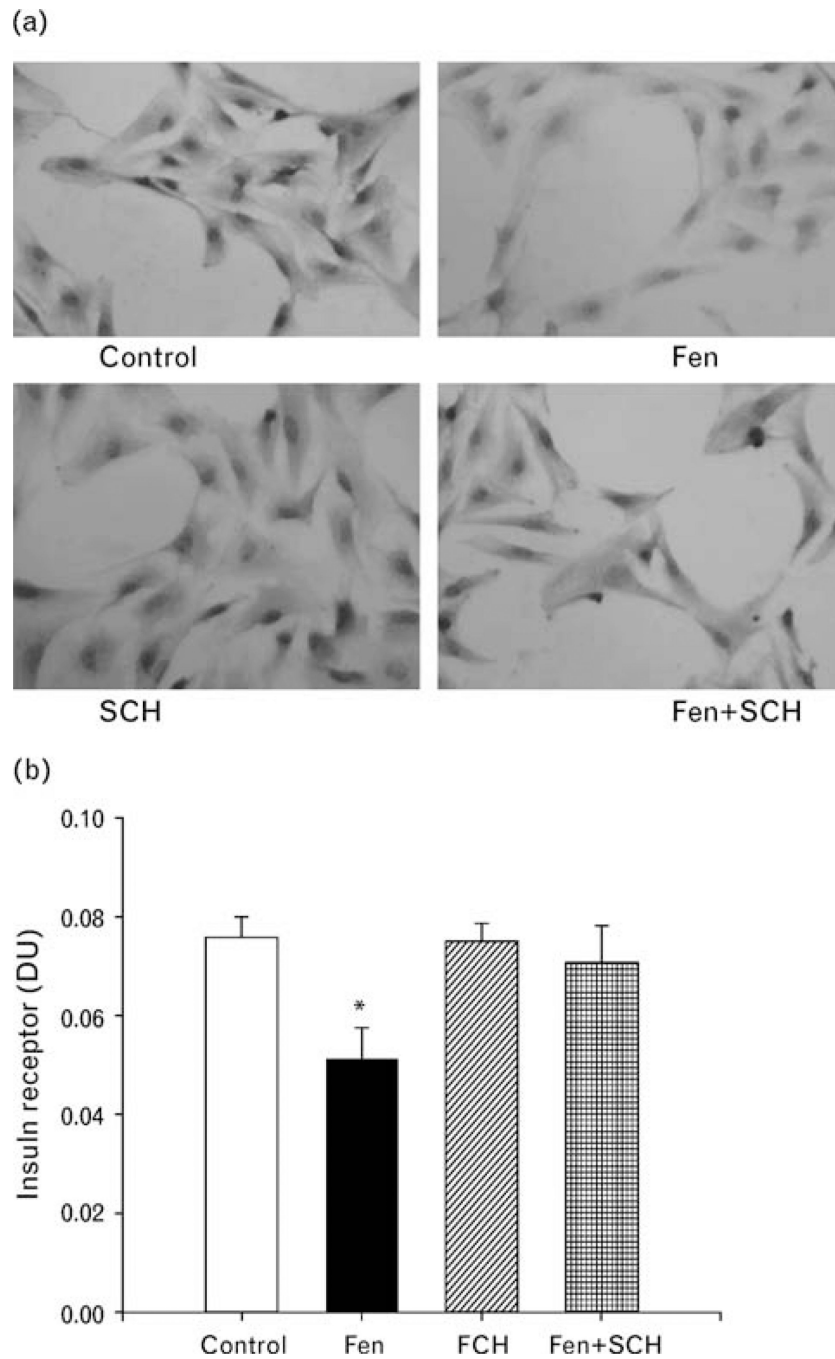 (a)
Control
Fen
SCH
Fen+SCH
(b)
0.10
0.08
0.06
0.04
0.02
0.00
Insuln receptor (DU)
*
Control Fen FCH Fen+SCH